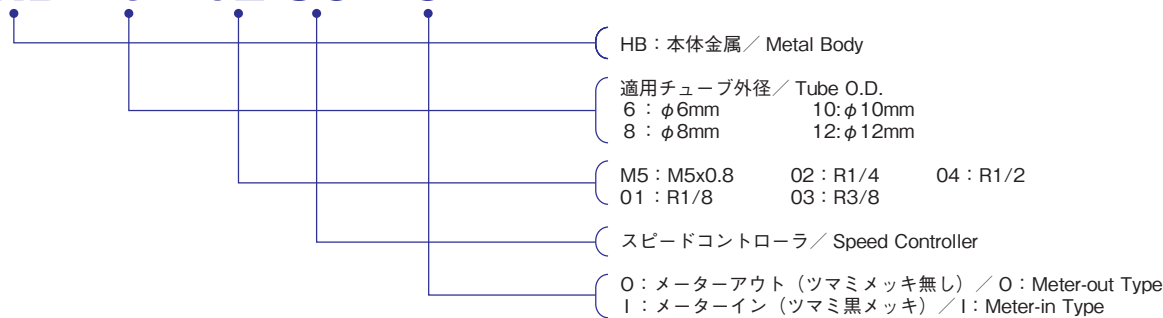 HB：本体金属／ Metal Body
適用チューブ外径／ Tube O.D.
6：φ6mm 10:φ10mm
8：φ8mm 12:φ12mm
M5：M5x0.8 02：R1/4 04：R1/2
01：R1/8 03：R3/8
スピードコントローラ／ Speed Controller
O：メーターアウト（ツマミメッキ無し）／ O：Meter-out Type
I：メーターイン（ツマミ黒メッキ）／ I：Meter-in Type